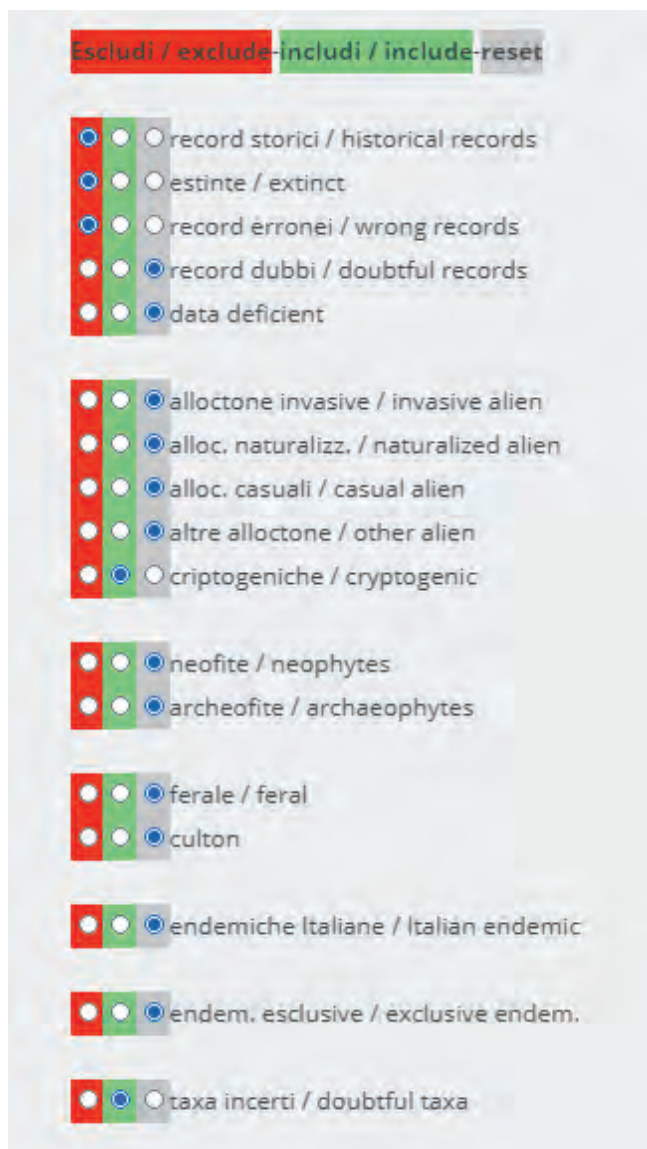 Escludi / exclude-includi / include-reset
record storici / historical records
estinte / extinct
record erronei / wrong records
record dubbi / doubtful records
data deficient
alloctone invasive / invasive alien
alloc. naturalizz. / naturalized alien
alloc. casuali / casual alien
altre alloctone / other alien
criptogeniche / cryptogenic
neofite / neophytes
archeofite / archaeophytes
ferale / feral
culton
endemiche Italiane / Italian endemic
endem. esclusive / exclusive endem.
taxa incerti / doubtful taxa